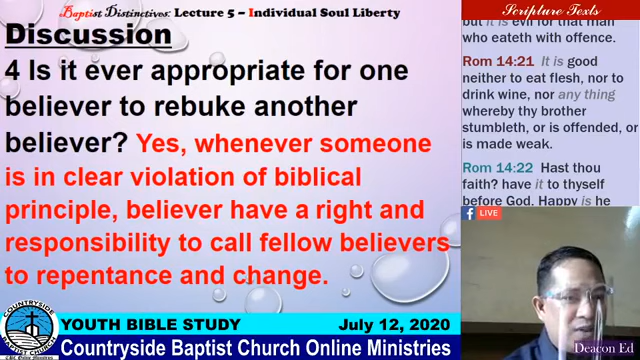 Baptist Distinctives: Lecture 5 – Individual Soul Liberty
Discussion
4 Is it ever appropriate for one
believer to rebuke another
believer? Yes, whenever someone
is in clear violation of biblical
principle, believer have a right and
responsibility to call fellow believers
to repentance and change.
Scripture Texts
but it is evil for that man
who eateth with offence.
Rom 14:21 It is good
neither to eat flesh, nor to
drink wine, nor any thing
whereby thy brother
stumbleth, or is offended, or
is made weak.
Rom 14:22 Hast thou
faith? have it to thyself
before God. Happy is he
LIVE
Deacon Ed
COUNTRYSIDE
BAPTIST CHURCH
YOUTH BIBLE STUDY July 12, 2020
Countryside Baptist Church Online Ministries